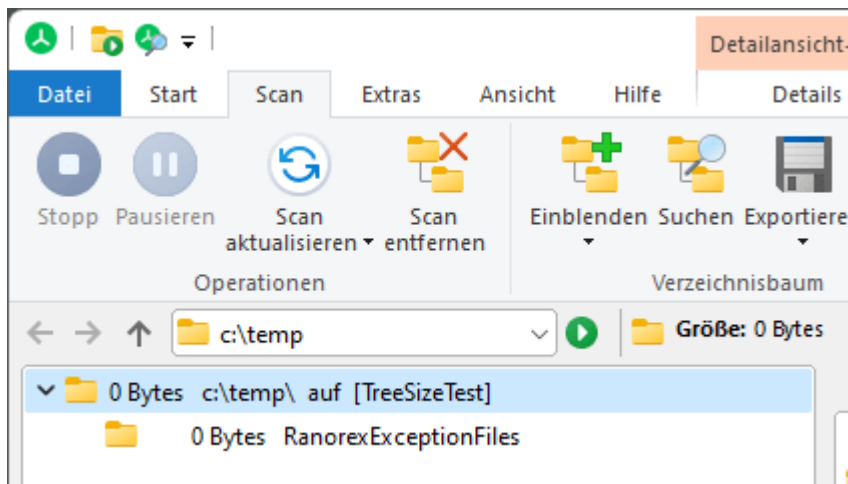 Detailansicht-
Datei Start Scan Extras Ansicht Hilfe Details
Stopp Pausieren Scan aktualisieren Scan entfernen Einblenden Suchen Exportiere
Operationen Verzeichnisbaum
c:\temp Größe: 0 Bytes
0 Bytes c:\temp\ auf [TreeSizeTest]
0 Bytes RanorexExceptionFiles